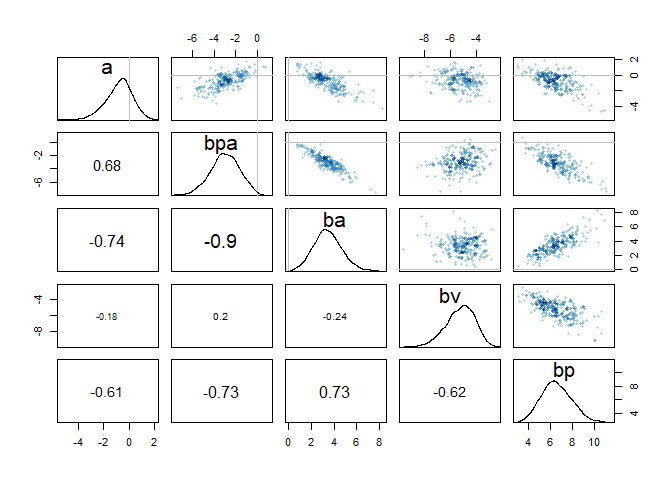 -6 -4 -2 0 -8 -6 -4
a 2 0 -4
-2 -6 0.68 bpa
-0.74 -0.9 ba 8 6 4 2 0
-4 -8 -0.18 0.2 -0.24 bv
-0.61 -0.73 0.73 -0.62 bp 8 4
-4 -2 0 2 0 2 4 6 8 4 6 8 10